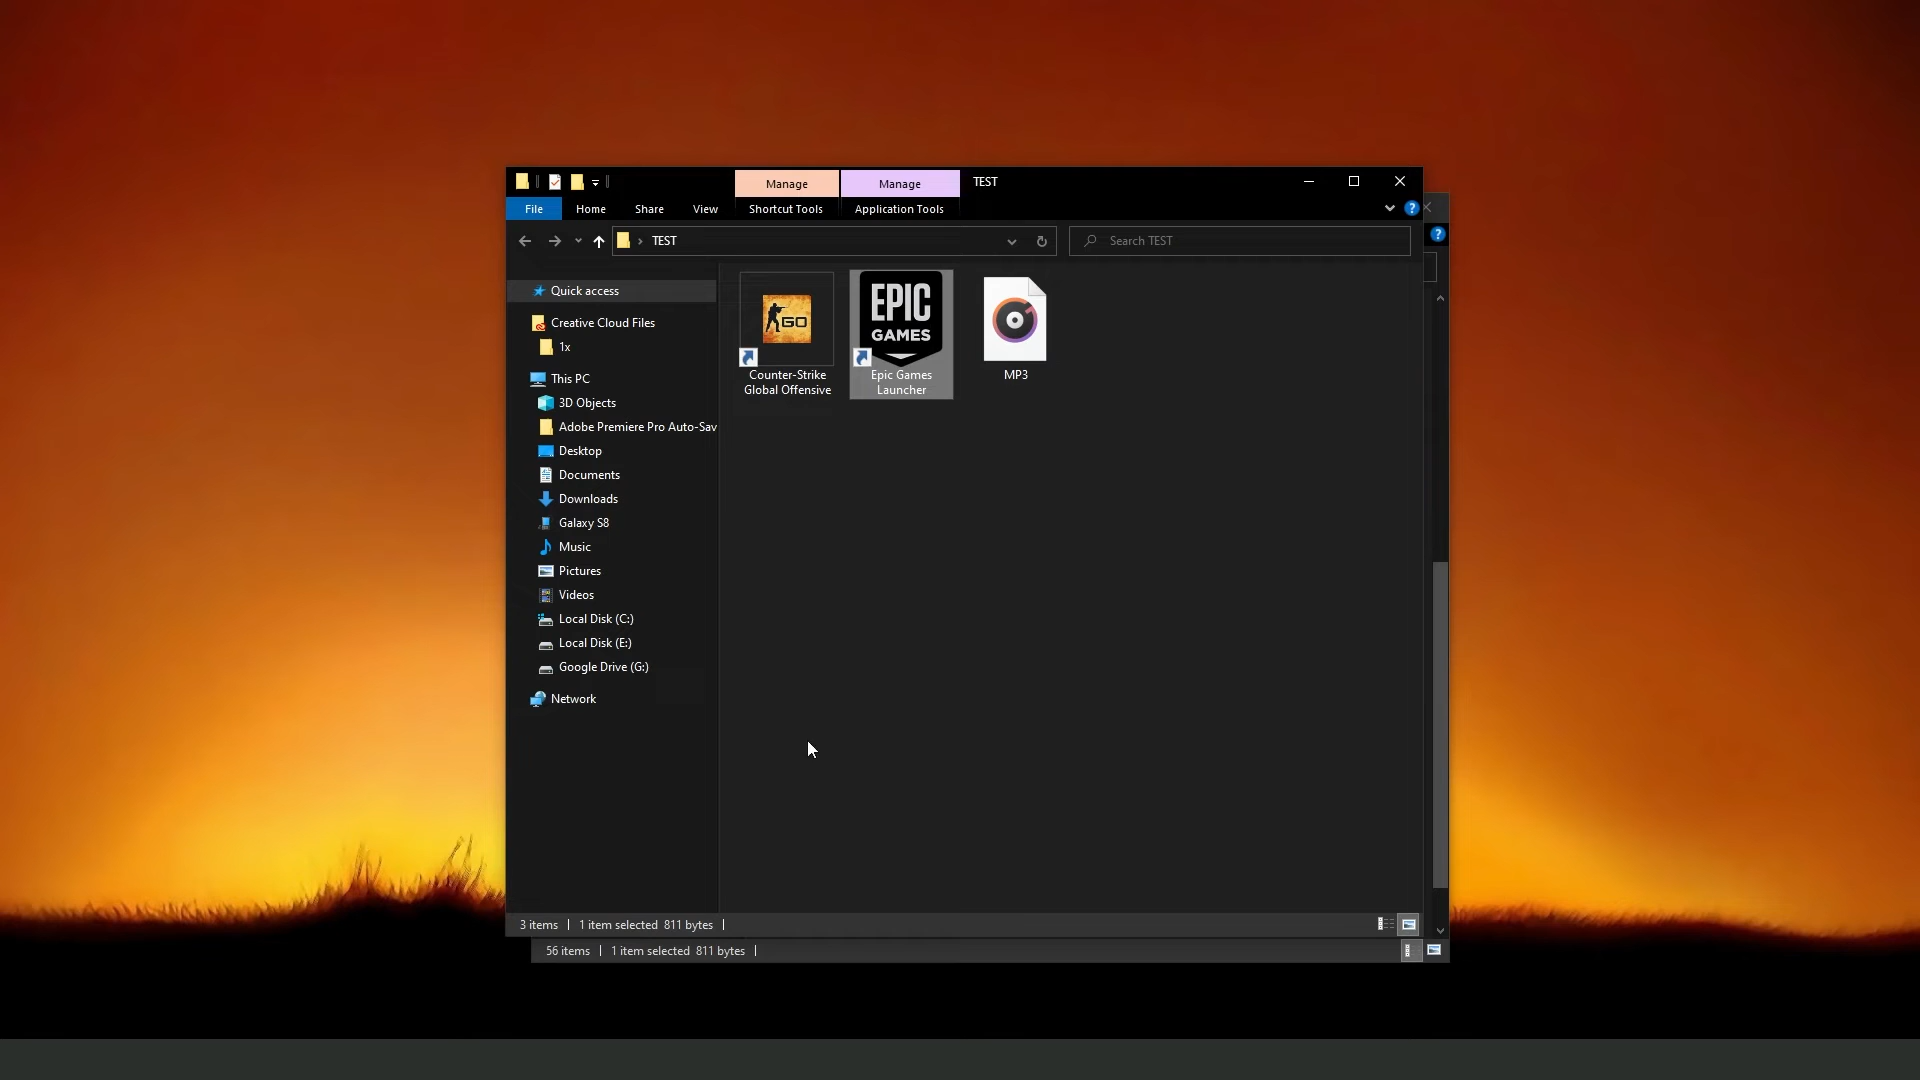 Manage
Manage
TEST
File
Home
Share
View
Shortcut Tools
Application Tools
TEST
Search TEST
Quick access
Creative Cloud Files
1x
This PC
3D Objects
Adobe Premiere Pro Auto-Sav
Desktop
Documents
Downloads
Galaxy S8
Music
Pictures
Videos
Local Disk (C:)
Local Disk (E:)
Google Drive (G:)
Network
GO
Counter-Strike
Global Offensive
EPIC
GAMES
Epic Games
Launcher
MP3
3 items
1 item selected 811 bytes
56 items
1 item selected 811 bytes